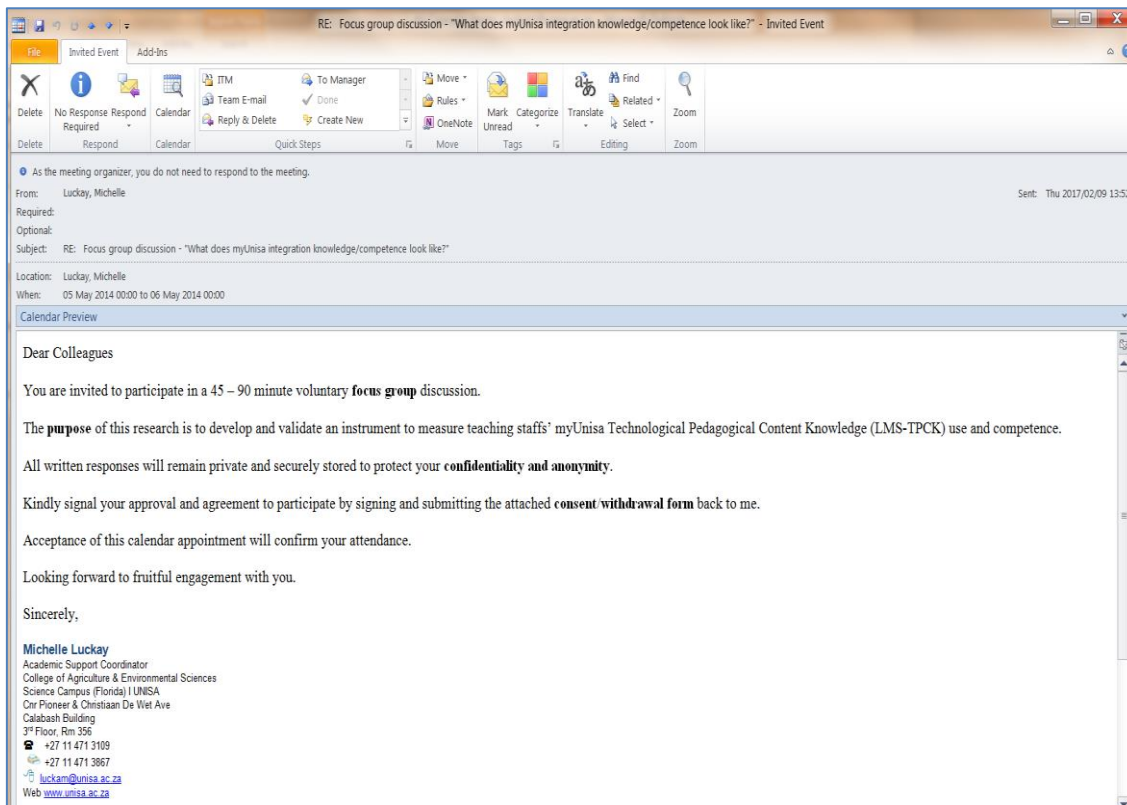 RE: Focus group discussion - "What does myUnisa integration knowledge/competence look like?" - Invited Event
File Invited Event Add-Ins
Delete
No Response Required
Respond
Calendar
ITM
To Manager
Team E-mail
Done
Reply & Delete
Create New
Move
Rules
OneNote
Mark Unread
Categorize
Translate
Find
Related
Select
Zoom
Delete Respond Calendar Quick Steps Move Tags Editing Zoom
As the meeting organizer, you do not need to respond to the meeting.
From: Luckay, Michelle Sent: Thu 2017/02/09 13:52
Required:
Optional:
Subject: RE: Focus group discussion - "What does myUnisa integration knowledge/competence look like?"
Location: Luckay, Michelle
When: 05 May 2014 00:00 to 06 May 2014 00:00
Calendar Preview
Dear Colleagues
You are invited to participate in a 45 – 90 minute voluntary focus group discussion.
The purpose of this research is to develop and validate an instrument to measure teaching staffs' myUnisa Technological Pedagogical Content Knowledge (LMS-TPCK) use and competence.
All written responses will remain private and securely stored to protect your confidentiality and anonymity.
Kindly signal your approval and agreement to participate by signing and submitting the attached consent/withdrawal form back to me.
Acceptance of this calendar appointment will confirm your attendance.
Looking forward to fruitful engagement with you.
Sincerely,
Michelle Luckay
Academic Support Coordinator
College of Agriculture & Environmental Sciences
Science Campus (Florida) I UNISA
Cnr Pioneer & Christiaan De Wet Ave
Calabash Building
3rd Floor, Rm 356
+27 11 471 3109
+27 11 471 3867
luckam@unisa.ac.za
Web www.unisa.ac.za